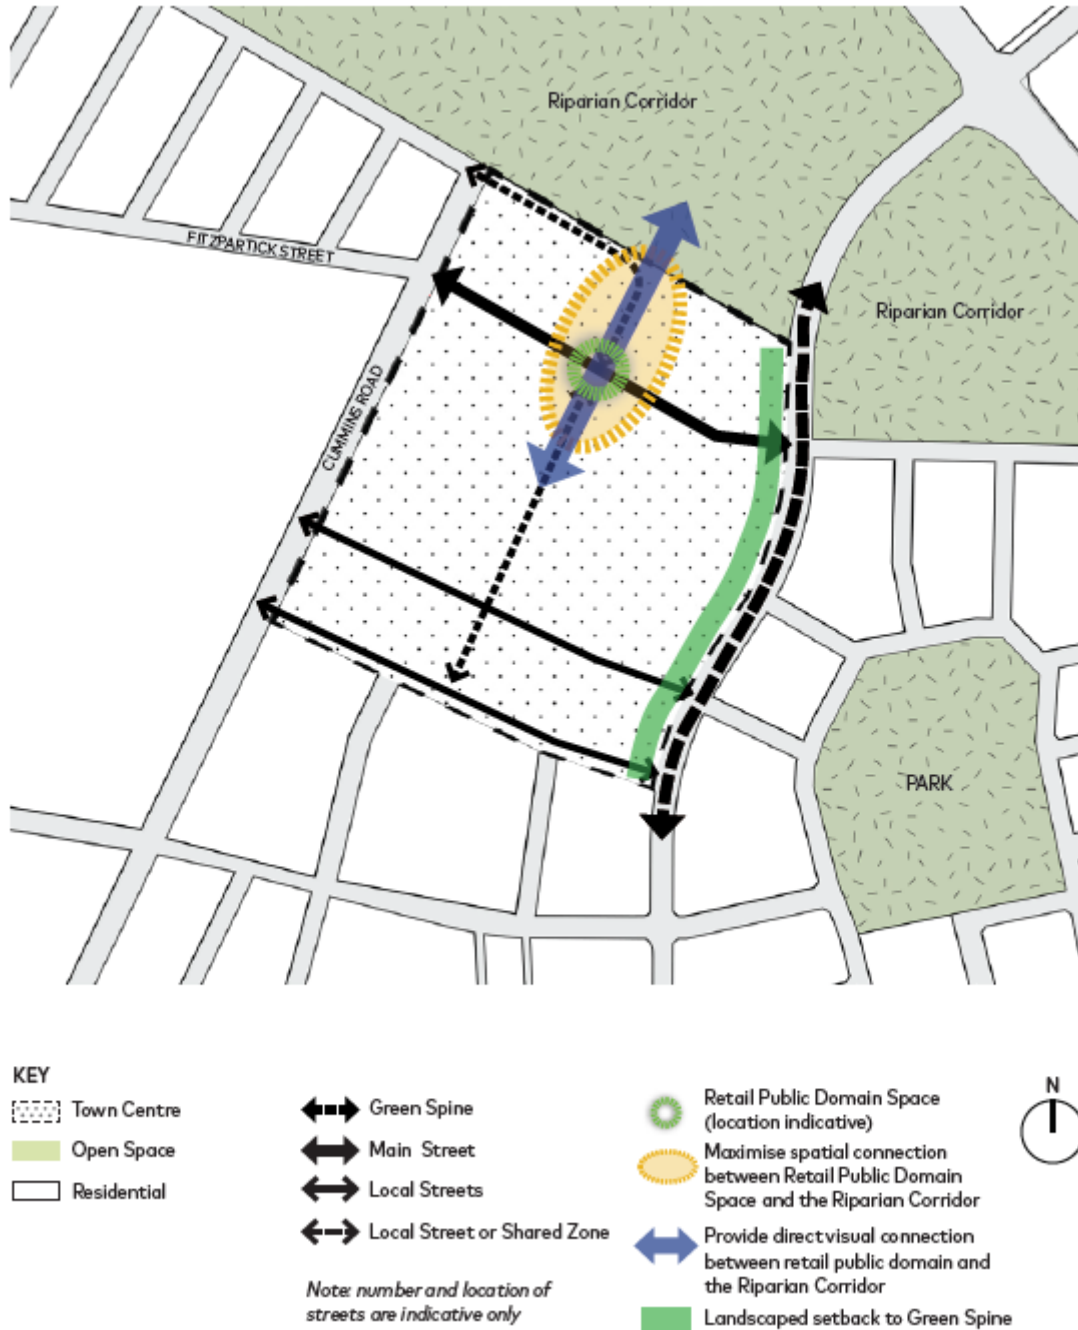 Riparian Corridor
FITZPARTICK STREET
Riparian Corridor
CUMMINS ROAD
PARK
KEY
Town Centre
Open Space
Residential
Green Spine
Main Street
Local Streets
Local Street or Shared Zone
Note: number and location of
streets are indicative only
Retail Public Domain Space
(location indicative)
Maximise spatial connection
between Retail Public Domain
Space and the Riparian Corridor
Provide direct visual connection
between retail public domain and
the Riparian Corridor
Landscaped setback to Green Spine
N